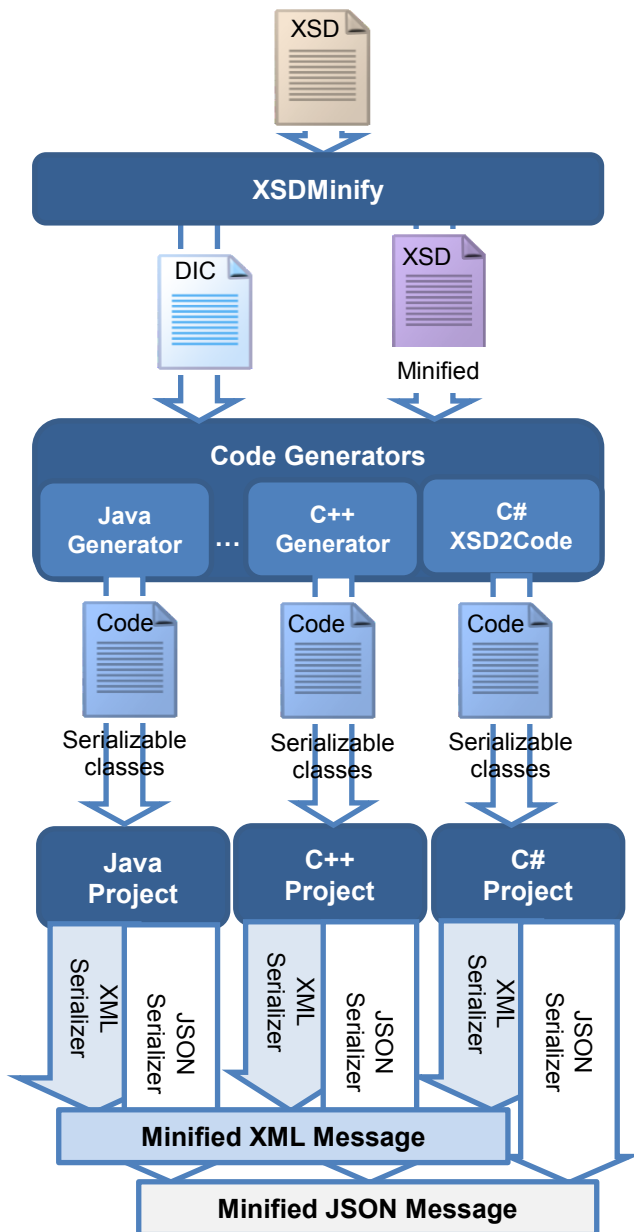 XSD
XSDMinify
DIC
XSD
Minified
Code Generators
Java
Generator
...
C++
Generator
C#
XSD2Code
Code
Code
Code
Serializable
classes
Serializable
classes
Serializable
classes
Java
Project
C++
Project
C#
Project
XML
Serializer
JSON
Serializer
XML
Serializer
JSON
Serializer
XML
Serializer
JSON
Serializer
Minified XML Message
Minified JSON Message